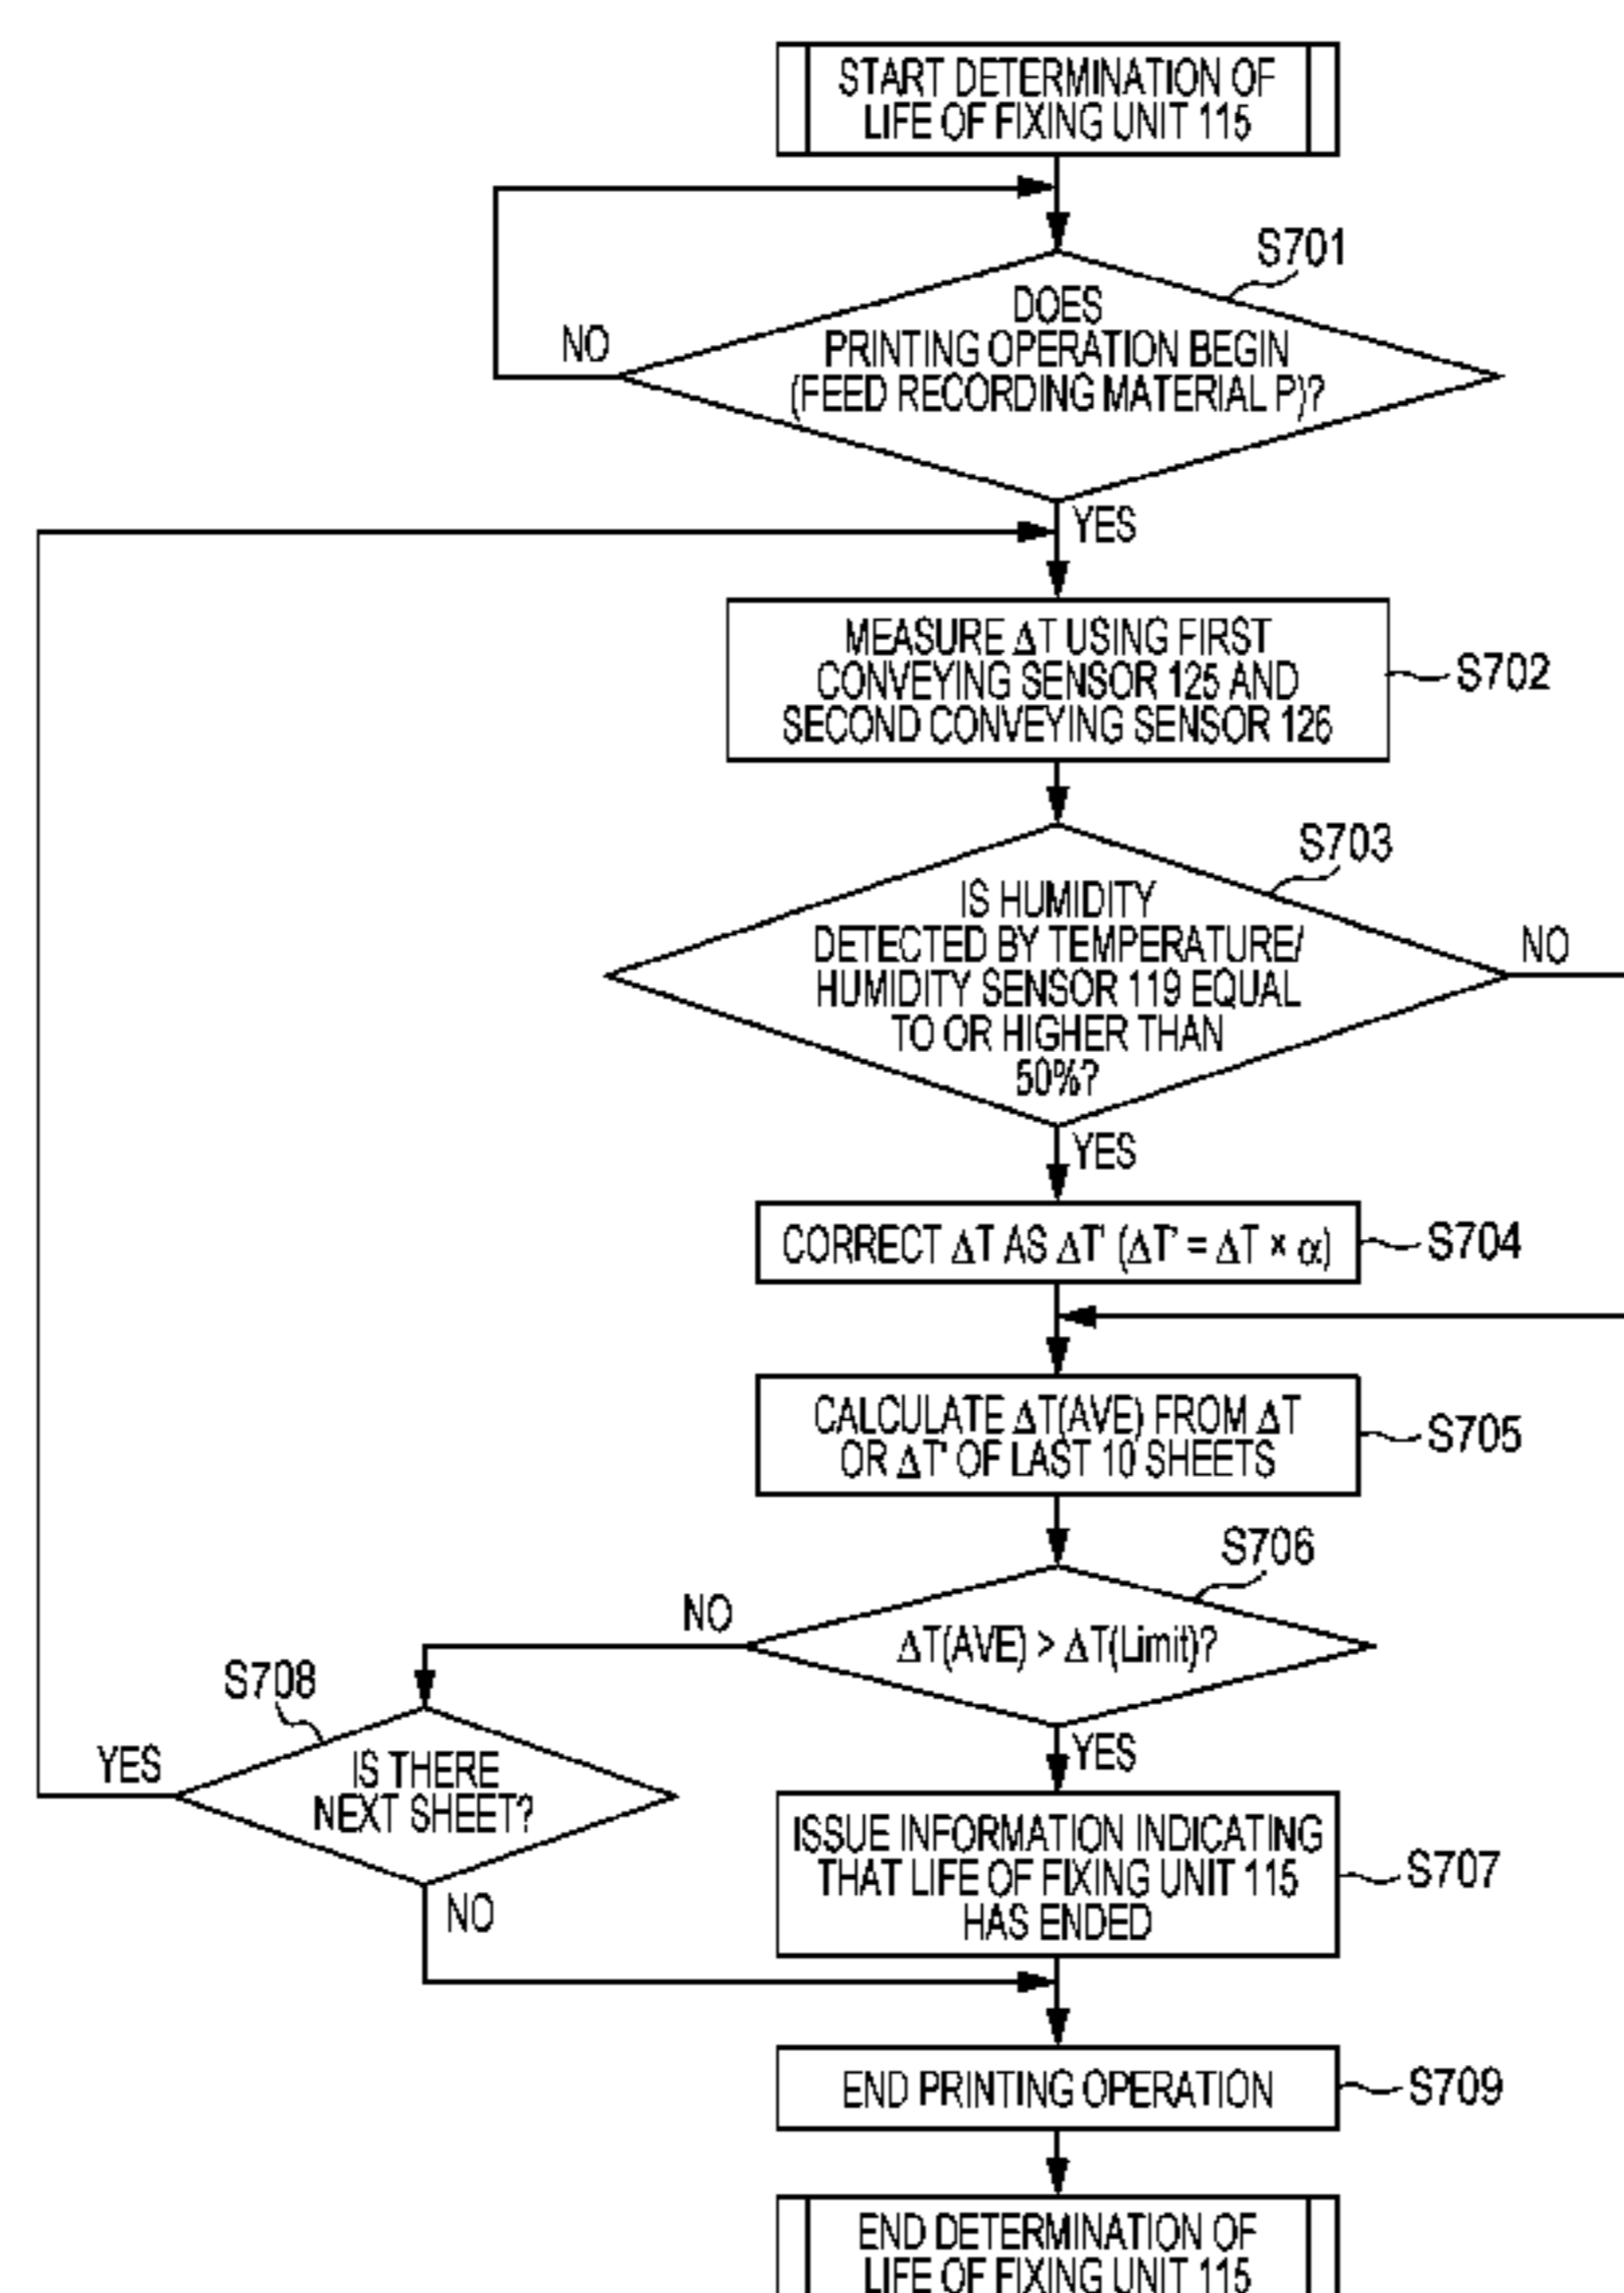 START DETERMINATION OF
LIFE OF FIXING UNIT 115
S701
DOES
PRINTING OPERATION BEGIN
(FEED RECORDING MATERIAL P)?
NO
YES
MEASURE ΔT USING FIRST
CONVEYING SENSOR 125 AND
SECOND CONVEYING SENSOR 126
S702
S703
IS HUMIDITY
DETECTED BY TEMPERATURE/
HUMIDITY SENSOR 119 EQUAL
TO OR HIGHER THAN
50%?
NO
YES
CORRECT ΔT AS ΔT' (ΔT' = ΔT × α)
S704
CALCULATE ΔT(AVE) FROM ΔT
OR ΔT' OF LAST 10 SHEETS
S705
S706
NO
ΔT(AVE) > ΔT(Limit)?
YES
S708
YES
IS THERE
NEXT SHEET?
NO
ISSUE INFORMATION INDICATING
THAT LIFE OF FIXING UNIT 115
HAS ENDED
S707
END PRINTING OPERATION
S709
END DETERMINATION OF
LIFE OF FIXING UNIT 115